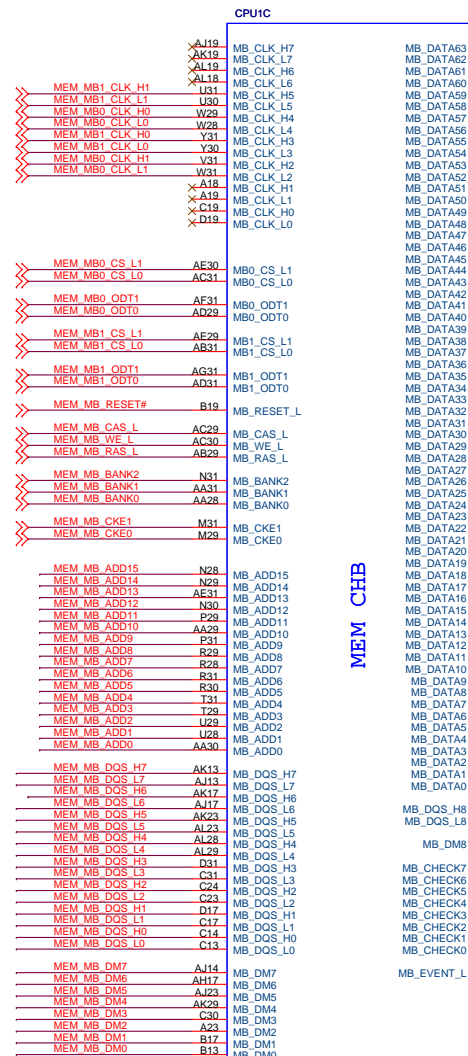 CPU1C
AJ19 MB_CLK_H7 MB_DATA63
AK19 MB_CLK_L7 MB_DATA62
AL19 MB_CLK_H6 MB_DATA61
AL18 MB_CLK_L6 MB_DATA60
MEM_MB1_CLK_H1 U31 MB_CLK_H5 MB_DATA59
MEM_MB1_CLK_L1 U30 MB_CLK_L5 MB_DATA58
MEM_MB0_CLK_H0 W29 MB_CLK_H4 MB_DATA57
MEM_MB0_CLK_L0 W28 MB_CLK_L4 MB_DATA56
MEM_MB1_CLK_H0 Y31 MB_CLK_H3 MB_DATA55
MEM_MB1_CLK_L0 Y30 MB_CLK_L3 MB_DATA54
MEM_MB0_CLK_H1 V31 MB_CLK_H2 MB_DATA53
MEM_MB0_CLK_L1 W31 MB_CLK_L2 MB_DATA52
A18 MB_CLK_H1 MB_DATA51
A19 MB_CLK_L1 MB_DATA50
C19 MB_CLK_H0 MB_DATA49
D19 MB_CLK_L0 MB_DATA48
MB_DATA47
MB_DATA46
MB_DATA45
MEM_MB0_CS_L1 AE30 MB0_CS_L1 MB_DATA44
MEM_MB0_CS_L0 AC31 MB0_CS_L0 MB_DATA43
MB_DATA42
MEM_MB0_ODT1 AF31 MB0_ODT1 MB_DATA41
MEM_MB0_ODT0 AD29 MB0_ODT0 MB_DATA40
MB_DATA39
MEM_MB1_CS_L1 AE29 MB1_CS_L1 MB_DATA38
MEM_MB1_CS_L0 AB31 MB1_CS_L0 MB_DATA37
MB_DATA36
MEM_MB1_ODT1 AG31 MB1_ODT1 MB_DATA35
MEM_MB1_ODT0 AD31 MB1_ODT0 MB_DATA34
MB_DATA33
MEM_MB_RESET# B19 MB_RESET_L MB_DATA32
MB_DATA31
MEM_MB_CAS_L AC29 MB_CAS_L MB_DATA30
MEM_MB_WE_L AC30 MB_WE_L MB_DATA29
MEM_MB_RAS_L AB29 MB_RAS_L MB_DATA28
MB_DATA27
MEM_MB_BANK2 N31 MB_BANK2 MB_DATA26
MEM_MB_BANK1 AA31 MB_BANK1 MB_DATA25
MEM_MB_BANK0 AA28 MB_BANK0 MB_DATA24
MB_DATA23
MEM_MB_CKE1 M31 MB_CKE1 MB_DATA22
MEM_MB_CKE0 M29 MB_CKE0 MB_DATA21
MB_DATA20
MB_DATA19
MEM_MB_ADD15 N28 MB_ADD15 MB_DATA18
MEM_MB_ADD14 N29 MB_ADD14 MB_DATA17
MEM_MB_ADD13 AE31 MB_ADD13 MB_DATA16
MEM_MB_ADD12 N30 MB_ADD12 MB_DATA15
MEM_MB_ADD11 P29 MB_ADD11 MB_DATA14
MEM_MB_ADD10 AA29 MB_ADD10 MB_DATA13
MEM_MB_ADD9 P31 MB_ADD9 MB_DATA12
MEM_MB_ADD8 R29 MB_ADD8 MB_DATA11
MEM_MB_ADD7 R28 MB_ADD7 MB_DATA10
MEM_MB_ADD6 R31 MB_ADD6 MB_DATA9
MEM_MB_ADD5 R30 MB_ADD5 MB_DATA8
MEM_MB_ADD4 T31 MB_ADD4 MB_DATA7
MEM_MB_ADD3 T29 MB_ADD3 MB_DATA6
MEM_MB_ADD2 U29 MB_ADD2 MB_DATA5
MEM_MB_ADD1 U28 MB_ADD1 MB_DATA4
MEM_MB_ADD0 AA30 MB_ADD0 MB_DATA3
MB_DATA2
MEM_MB_DQS_H7 AK13 MB_DQS_H7 MB_DATA1
MEM_MB_DQS_L7 AJ13 MB_DQS_L7 MB_DATA0
MEM_MB_DQS_H6 AK17 MB_DQS_H6
MEM_MB_DQS_L6 AJ17 MB_DQS_L6 MB_DQS_H8
MEM_MB_DQS_H5 AK23 MB_DQS_H5 MB_DQS_L8
MEM_MB_DQS_L5 AL23 MB_DQS_L5
MEM_MB_DQS_H4 AL28 MB_DQS_H4 MB_DM8
MEM_MB_DQS_L4 AL29 MB_DQS_L4
MEM_MB_DQS_H3 D31 MB_DQS_H3 MB_CHECK7
MEM_MB_DQS_L3 C31 MB_DQS_L3 MB_CHECK6
MEM_MB_DQS_H2 C24 MB_DQS_H2 MB_CHECK5
MEM_MB_DQS_L2 C23 MB_DQS_L2 MB_CHECK4
MEM_MB_DQS_H1 D17 MB_DQS_H1 MB_CHECK3
MEM_MB_DQS_L1 C17 MB_DQS_L1 MB_CHECK2
MEM_MB_DQS_H0 C14 MB_DQS_H0 MB_CHECK1
MEM_MB_DQS_L0 C13 MB_DQS_L0 MB_CHECK0
MEM_MB_DM7 AJ14 MB_DM7 MB_EVENT_L
MEM_MB_DM6 AH17 MB_DM6
MEM_MB_DM5 AJ23 MB_DM5
MEM_MB_DM4 AK29 MB_DM4
MEM_MB_DM3 C30 MB_DM3
MEM_MB_DM2 A23 MB_DM2
MEM_MB_DM1 B17 MB_DM1
MEM_MB_DM0 B13 MB_DM0
MEM CHB